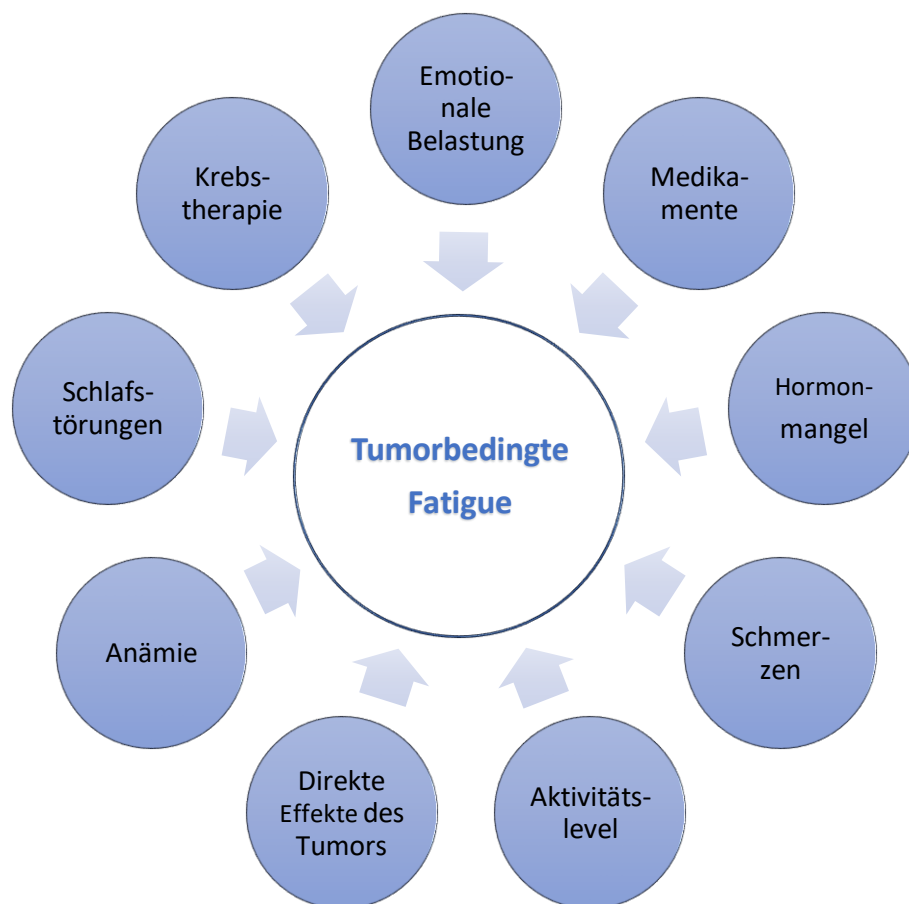 Emotio-
nale
Belastung
Medika-
mente
Hormon-
mangel
Schmer-
zen
Aktivitäts-
level
Direkte
Effekte des
Tumors
Anämie
Schlafs-
törungen
Krebs-
therapie
Tumorbedingte
Fatigue